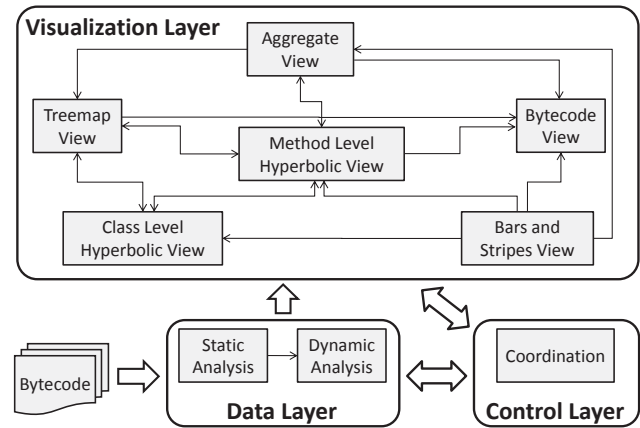 Visualization Layer
Aggregate
View
Treemap
View
Bytecode
View
Method Level
Hyperbolic View
Class Level
Hyperbolic View
Bars and
Stripes View
Bytecode
Static
Analysis
Dynamic
Analysis
Data Layer
Coordination
Control Layer